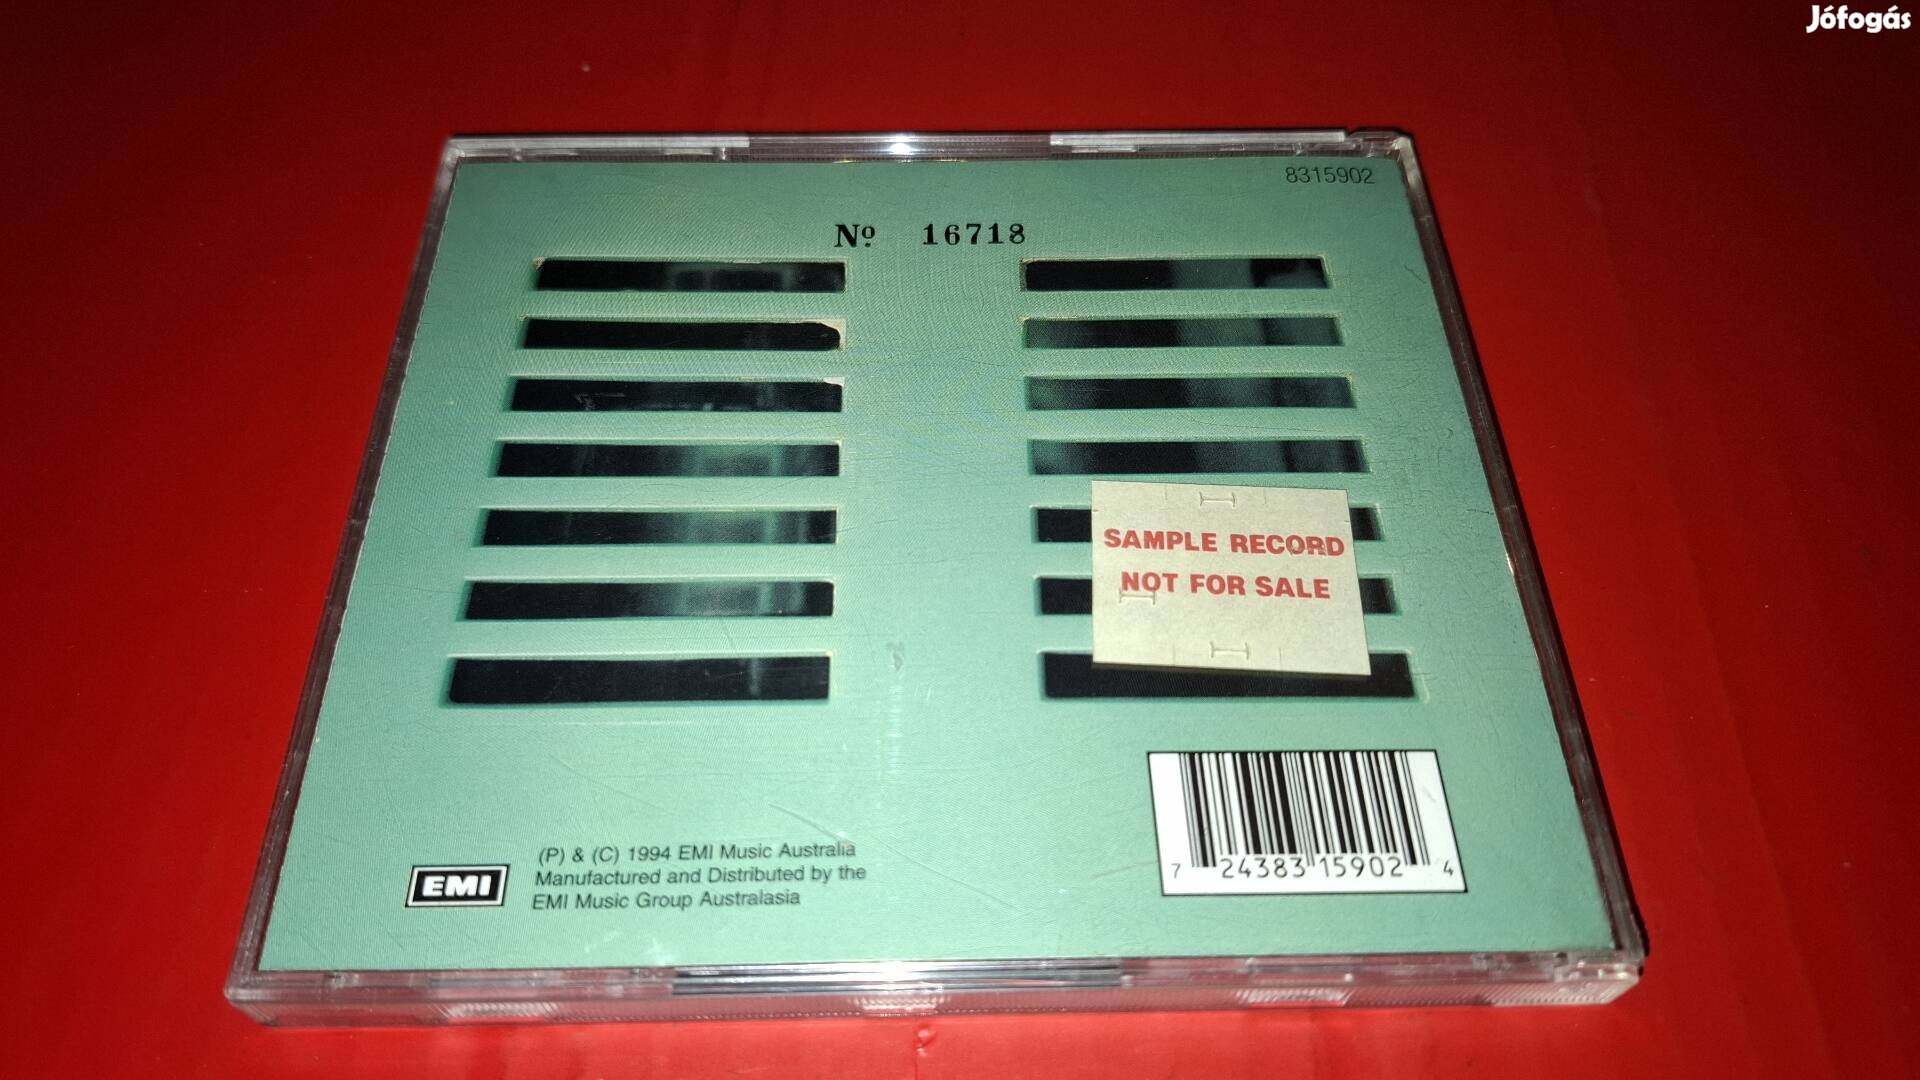 Jófogás
8315902
Nº 16718
SAMPLE RECORD
NOT FOR SALE
EMI
(P) & (C) 1994 EMI Music Australia
Manufactured and Distributed by the
EMI Music Group Australasia
7 24383 15902 4